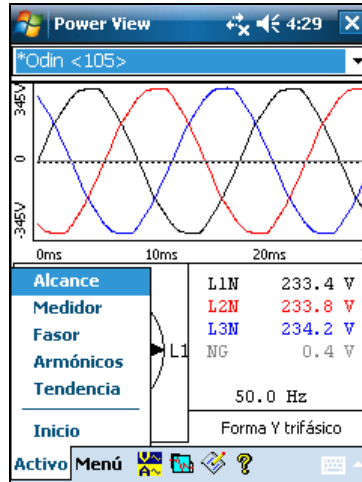 Power View 4:29
*Odin <105>
345V
0
-345V
0ms 10ms 20ms
Alcance
Medidor
Fasor
Armónicos
Tendencia
Inicio
L1
L1N 233.4 V
L2N 233.8 V
L3N 234.2 V
NG 0.4 V
50.0 Hz
Forma Y trifásico
Activo Menú